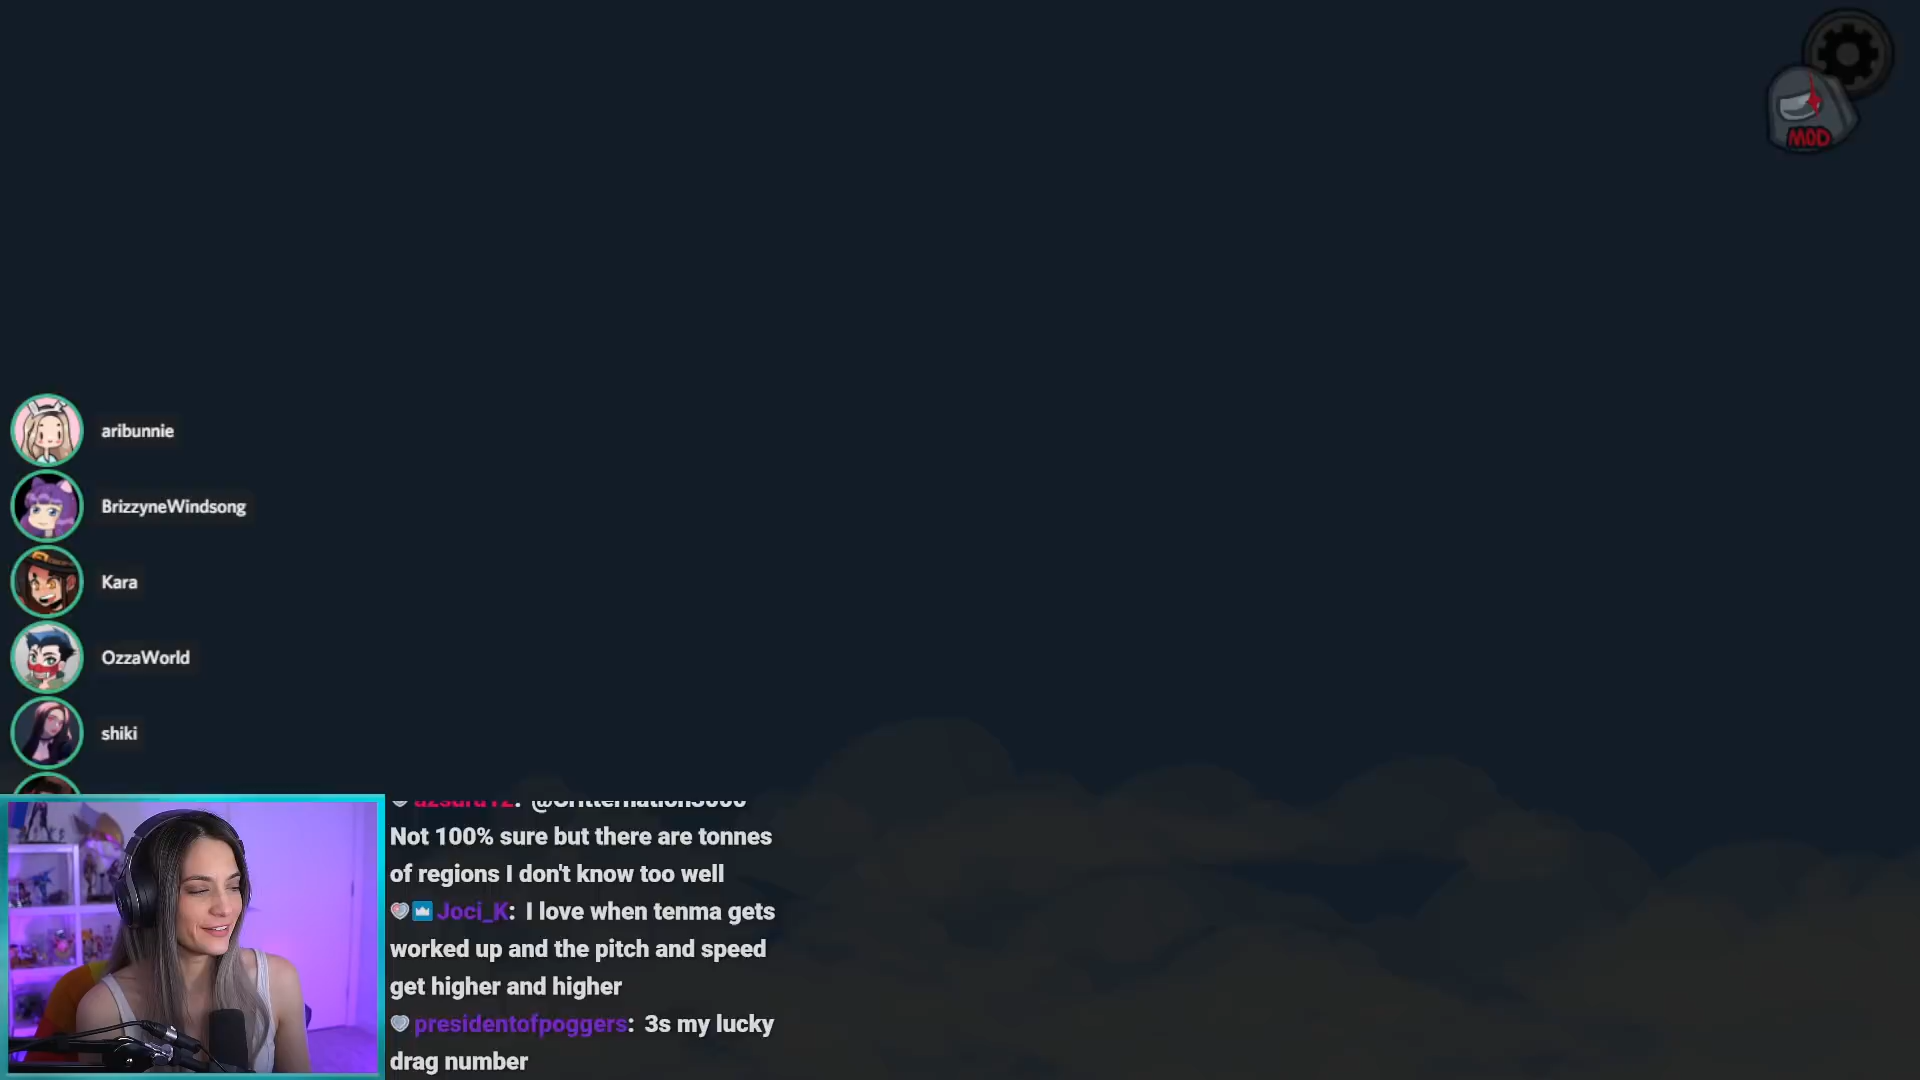 MOD
aribunnie
BrizzyneWindsong
Kara
OzzaWorld
shiki
Not 100% sure but there are tonnes
of regions I don't know too well
Joci_K: I love when tenma gets
worked up and the pitch and speed
get higher and higher
presidentofpoggers: 3s my lucky
drag number